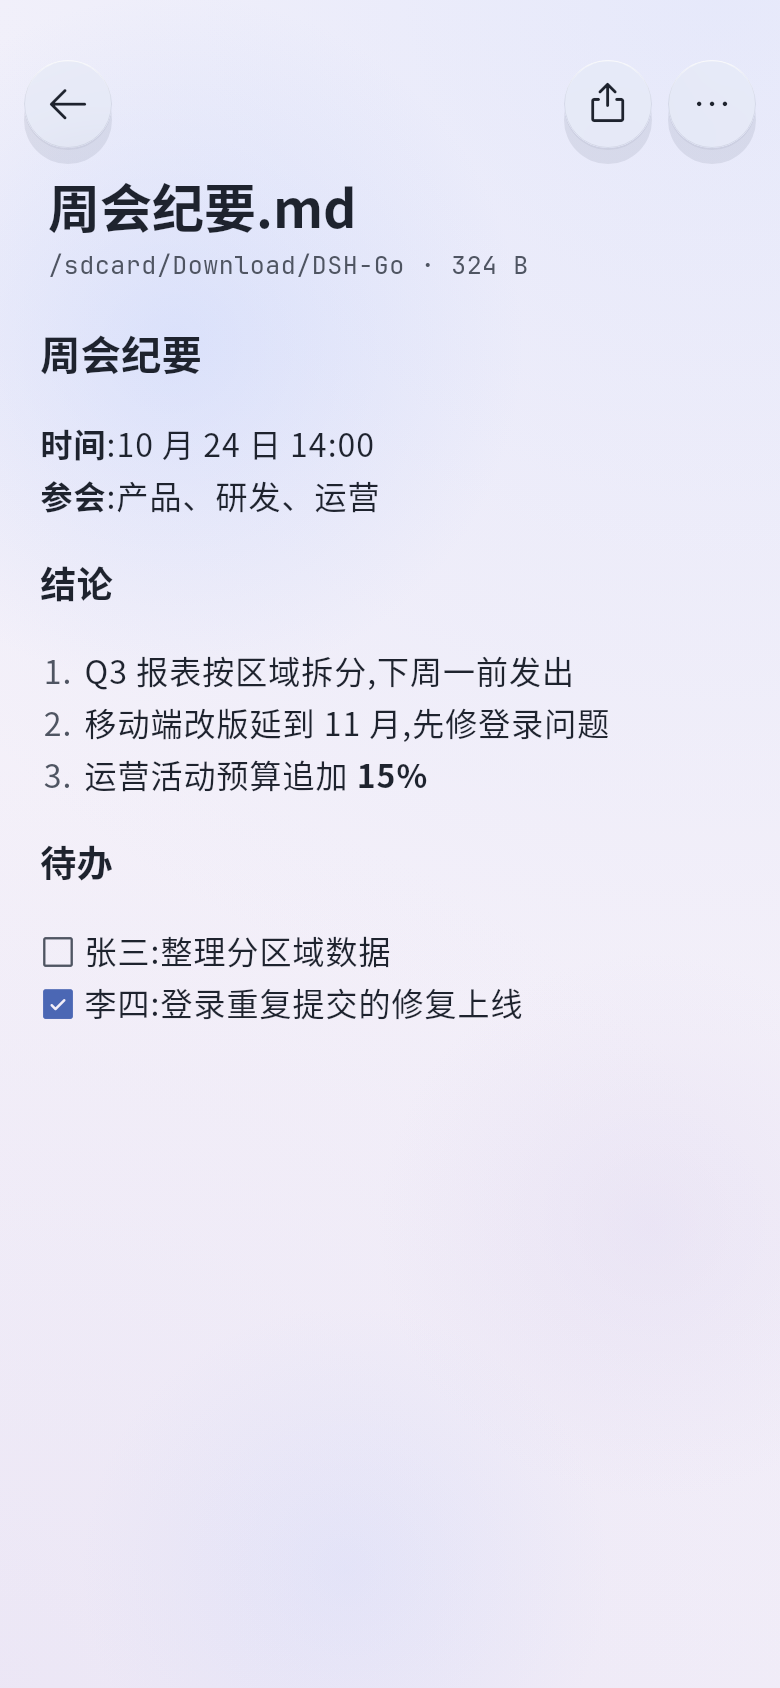 周会纪要.md
/sdcard/Download/DSH-Go · 324 B
周会纪要
时间:10 月 24 日 14:00
参会:产品、研发、运营
结论
1. Q3 报表按区域拆分,下周一前发出
2. 移动端改版延到 11 月,先修登录问题
3. 运营活动预算追加 15%
待办
张三:整理分区域数据
李四:登录重复提交的修复上线